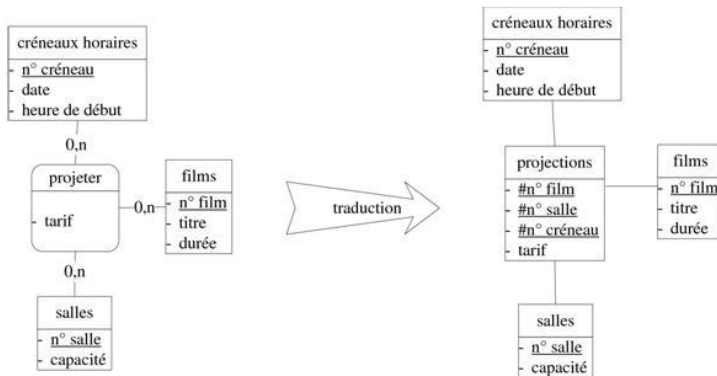 créneaux horaires
- n° créneau
- date
- heure de début
0,n
projeter
- tarif
0,n
films
- n° film
- titre
- durée
0,n
salles
- n° salle
- capacité
traduction
créneaux horaires
- n° créneau
- date
- heure de début
projections
- #n° film
- #n° salle
- #n° créneau
- tarif
films
- n° film
- titre
- durée
salles
- n° salle
- capacité